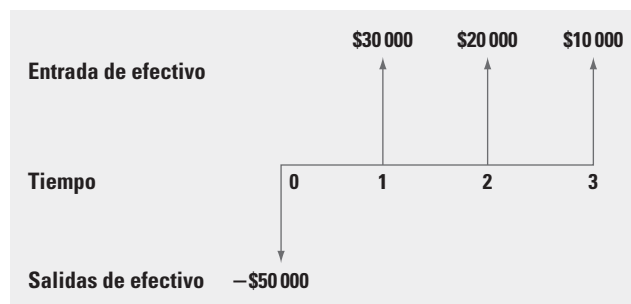 $30 000 $20 000 $10 000
Entrada de efectivo
Tiempo 0 1 2 3
Salidas de efectivo −$50 000